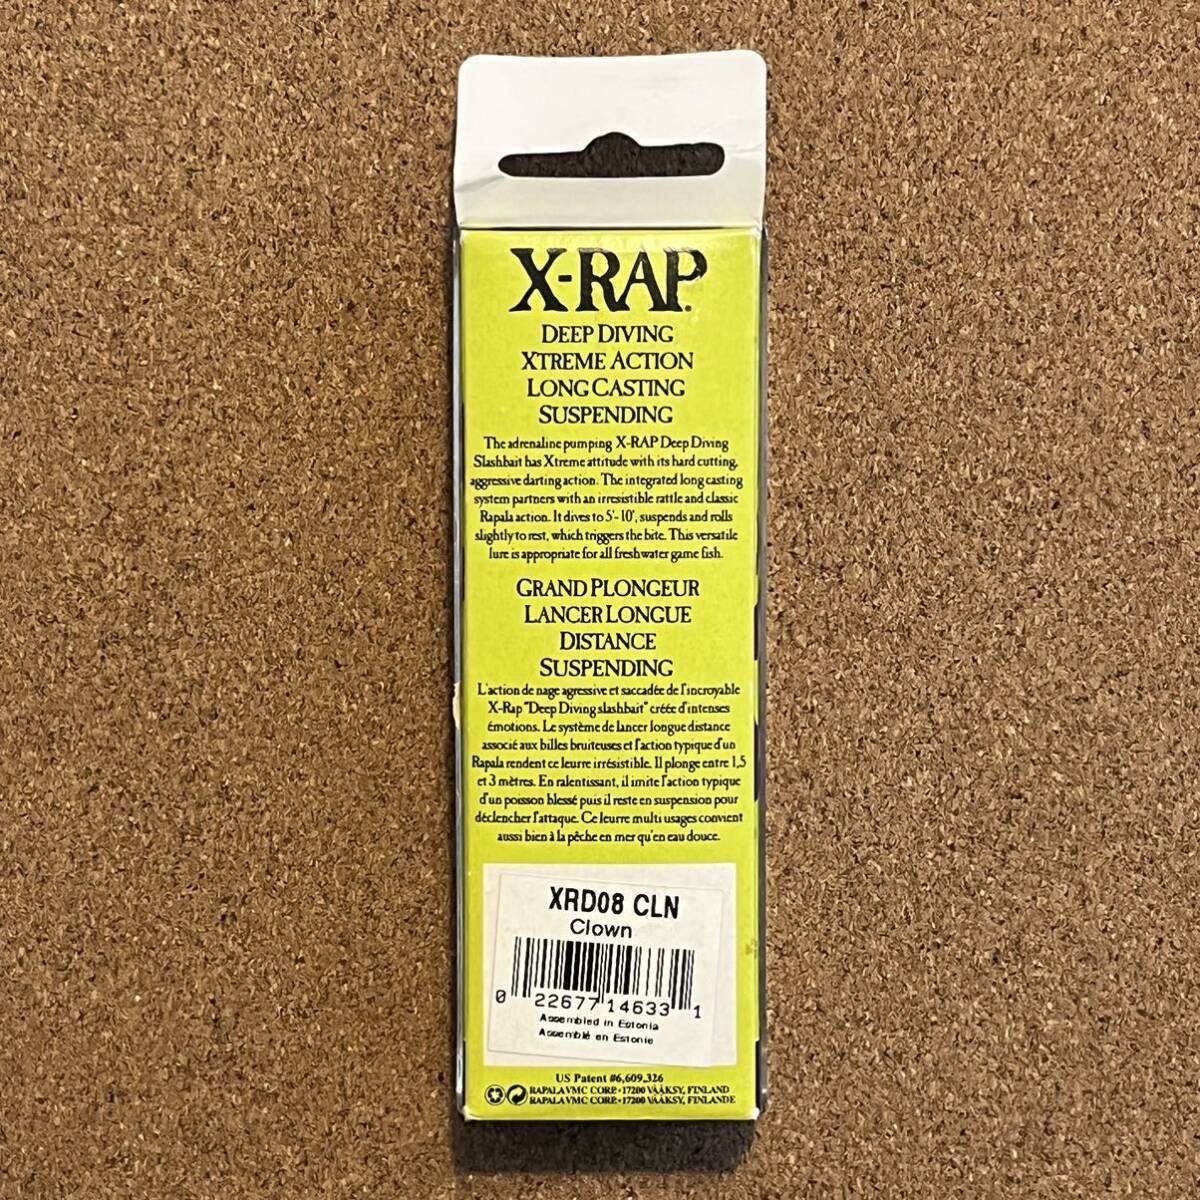 X-RAP®
DEEP DIVING
XTREME ACTION
LONG CASTING
SUSPENDING
The adrenaline pumping X-RAP Deep Diving
Slashbait has Xtreme attitude with its hard cutting,
aggressive darting action. The integrated long casting
system partners with an irresistible rattle and classic
Rapala action. It dives to 5'-10', suspends and rolls
slightly to rest, which triggers the bite. This versatile
lure is appropriate for all freshwater game fish.
GRAND PLONGEUR
LANCER LONGUE
DISTANCE
SUSPENDING
L'action de nage agressive et saccadée de l'incroyable
X-Rap "Deep Diving slashbait" créée d'intenses
émotions. Le système de lancer longue distance
associé aux billes bruiteuses et l'action typique d'un
Rapala rendent ce leurre irrésistible. Il plonge entre 1,5
et 3 mètres. En ralentissant, il imite l'action typique
d'un poisson blessé puis il reste en suspension pour
déclencher l'attaque. Ce leurre multi usages convient
aussi bien à la pêche en mer qu'en eau douce.
XRD08 CLN
Clown
0 22677 14633 1
Assembled in Estonia
Assemblé en Estonie
US Patent #6,609,326
RAPALA VMC CORP. • 17200 VÄÄKSY, FINLAND
RAPALA VMC CORP. • 17200 VÄÄKSY, FINLANDE